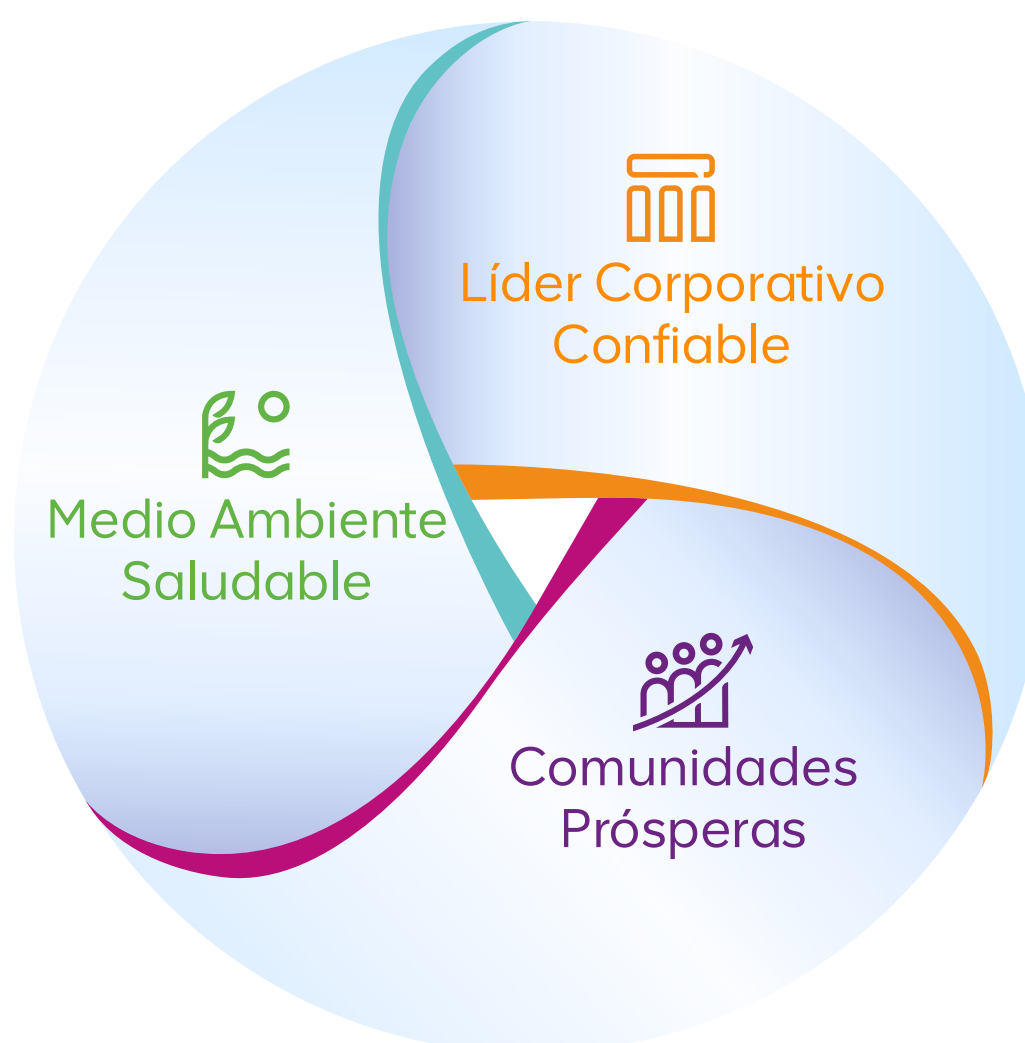 Líder Corporativo
Confiable
Medio Ambiente
Saludable
Comunidades
Prósperas